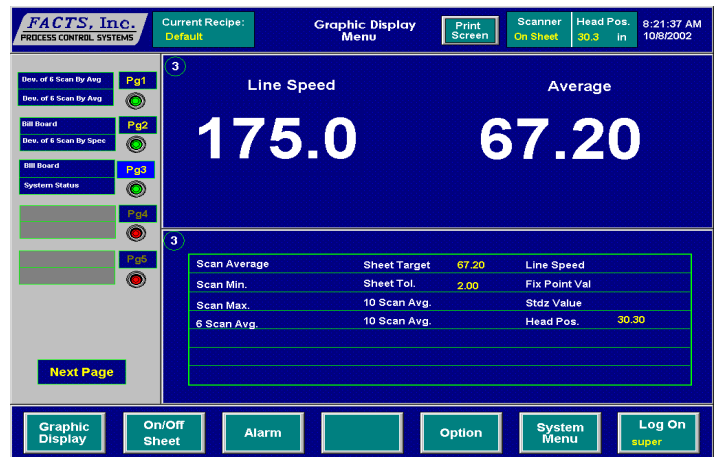 FACTS, Inc.
PROCESS CONTROL SYSTEMS
Current Recipe:
Default
Graphic Display
Menu
Print
Screen
Scanner
On Sheet
Head Pos.
30.3 in
8:21:37 AM
10/8/2002
Dev. of 6 Scan By Avg
Pg1
Dev. of 6 Scan By Avg
Bill Board
Pg2
Dev. of 6 Scan By Spec
Bill Board
Pg3
System Status
Pg4
Pg5
Next Page
3
Line Speed
Average
175.0
67.20
3
Scan Average
Sheet Target 67.20
Line Speed
Scan Min.
Sheet Tol. 2.00
Fix Point Val
Scan Max.
10 Scan Avg.
Stdz Value
6 Scan Avg.
10 Scan Avg.
Head Pos. 30.30
Graphic
Display
On/Off
Sheet
Alarm
Option
System
Menu
Log On
super